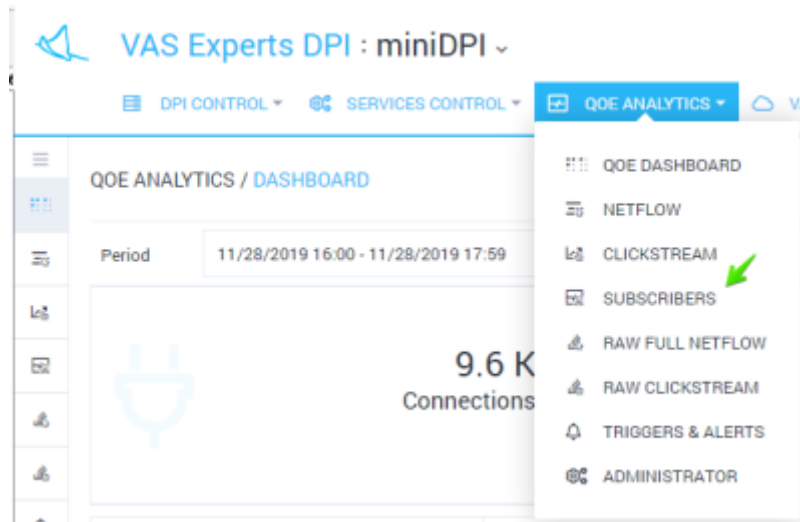 VAS Experts DPI : miniDPI
DPI CONTROL SERVICES CONTROL QOE ANALYTICS
QOE ANALYTICS / DASHBOARD
Period 11/28/2019 16:00 - 11/28/2019 17:59
9.6 K
Connections
QOE DASHBOARD
NETFLOW
CLICKSTREAM
SUBSCRIBERS
RAW FULL NETFLOW
RAW CLICKSTREAM
TRIGGERS & ALERTS
ADMINISTRATOR